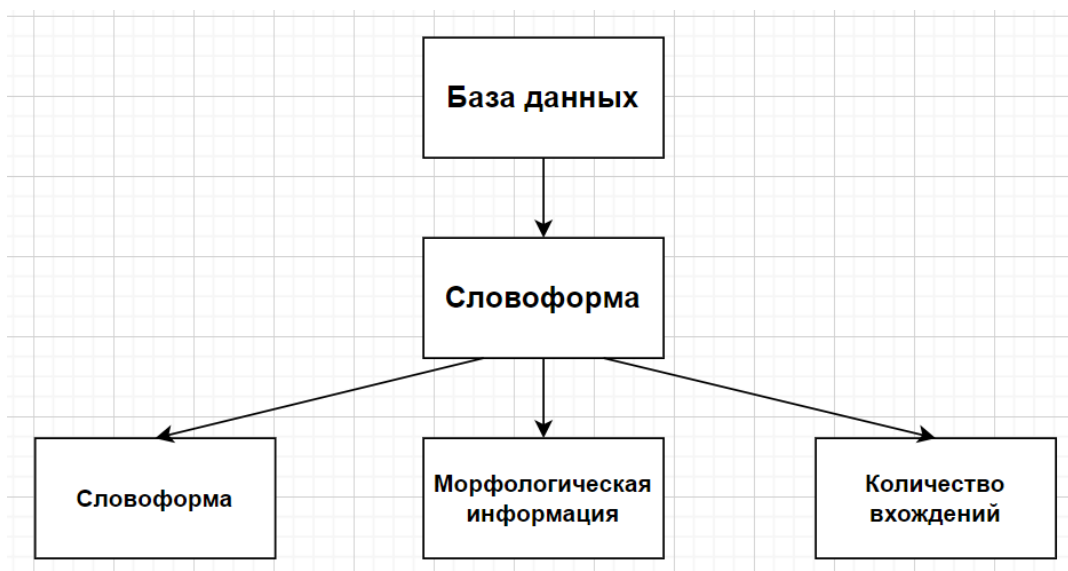 База данных
Словоформа
Словоформа
Морфологическая
информация
Количество
вхождений